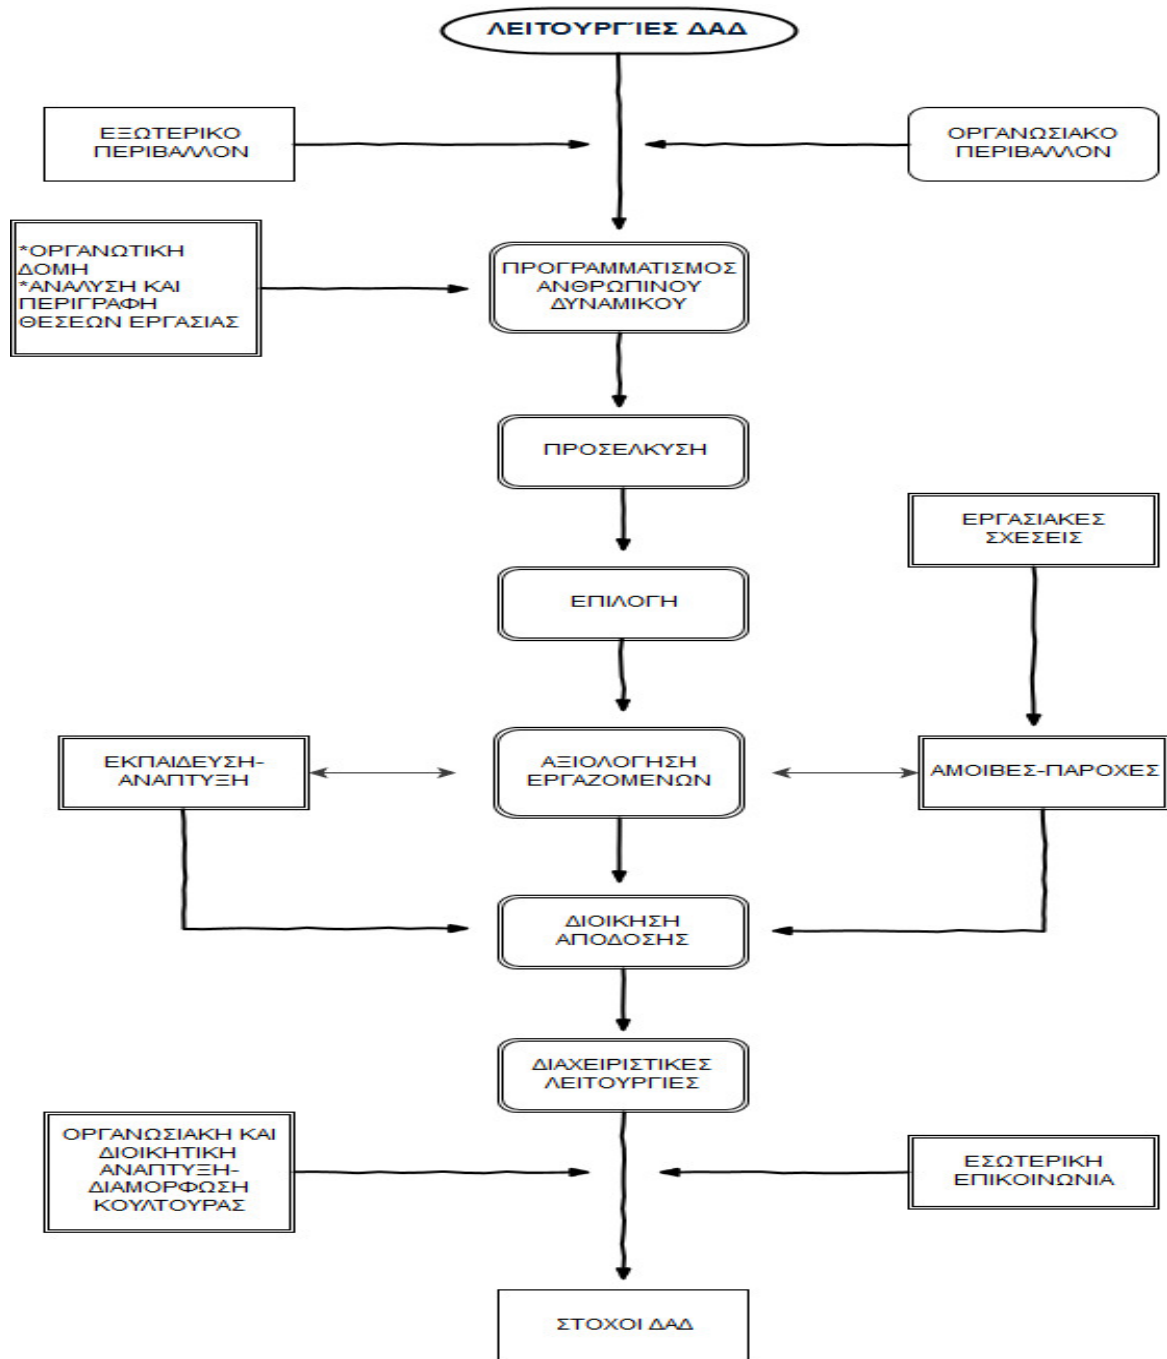 ΛΕΙΤΟΥΡΓΊΕΣ ΔΑΔ
ΕΞΩΤΕΡΙΚΟ
ΠΕΡΙΒΑΛΛΟΝ
ΟΡΓΑΝΩΣΙΑΚΟ
ΠΕΡΙΒΑΛΛΟΝ
*ΟΡΓΑΝΩΤΙΚΗ
ΔΟΜΗ
*ΑΝΑΛΥΣΗ ΚΑΙ
ΠΕΡΙΓΡΑΦΗ
ΘΕΣΕΩΝ ΕΡΓΑΣΙΑΣ
ΠΡΟΓΡΑΜΜΑΤΙΣΜΟΣ
ΑΝΘΡΩΠΙΝΟΥ
ΔΥΝΑΜΙΚΟΥ
ΠΡΟΣΕΛΚΥΣΗ
ΕΡΓΑΣΙΑΚΕΣ
ΣΧΕΣΕΙΣ
ΕΠΙΛΟΓΗ
ΕΚΠΑΙΔΕΥΣΗ-
ΑΝΑΠΤΥΞΗ
ΑΞΙΟΛΟΓΗΣΗ
ΕΡΓΑΖΟΜΕΝΩΝ
ΑΜΟΙΒΕΣ-ΠΑΡΟΧΕΣ
ΔΙΟΙΚΗΣΗ
ΑΠΟΔΟΣΗΣ
ΔΙΑΧΕΙΡΙΣΤΙΚΕΣ
ΛΕΙΤΟΥΡΓΙΕΣ
ΟΡΓΑΝΩΣΙΑΚΗ ΚΑΙ
ΔΙΟΙΚΗΤΙΚΗ
ΑΝΑΠΤΥΞΗ-
ΔΙΑΜΟΡΦΩΣΗ
ΚΟΥΛΤΟΥΡΑΣ
ΕΣΩΤΕΡΙΚΗ
ΕΠΙΚΟΙΝΩΝΙΑ
ΣΤΟΧΟΙ ΔΑΔ